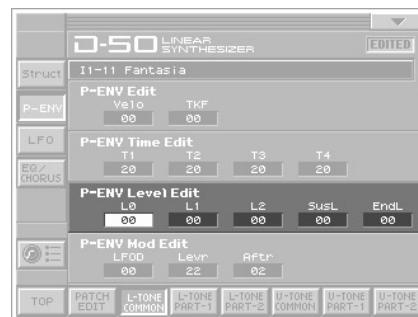 D-50 LINEAR SYNTHESIZER
EDITED
Struct
I1-11 Fantasia
P-ENV Edit
Velo TKF
P-ENV
00 00
LFO
P-ENV Time Edit
T1 T2 T3 T4
20 20 20 20
EQ/CHORUS
P-ENV Level Edit
L0 L1 L2 SusL EndL
00 00 00 00 00
P-ENV Mod Edit
LFOD Levr Aftr
00 22 02
TOP
PATCH EDIT
L-TONE COMMON
L-TONE PART-1
L-TONE PART-2
U-TONE COMMON
U-TONE PART-1
U-TONE PART-2